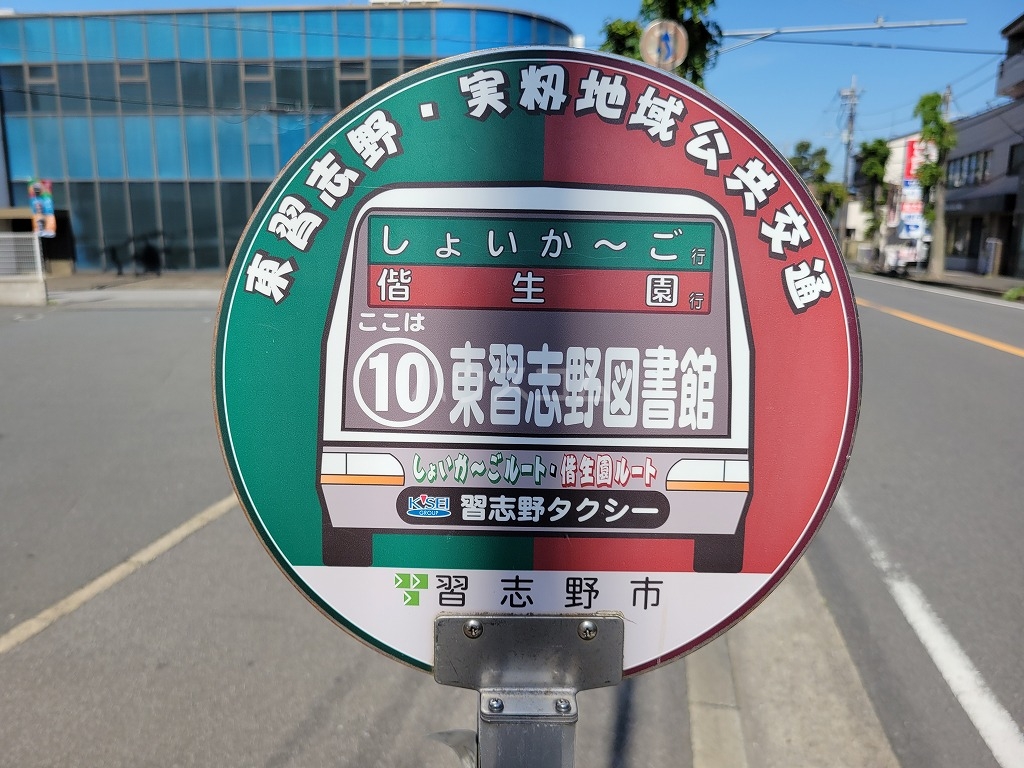 東習志野・実籾地域公共交通
しょいか〜ご行
偕生園行
ここは
⑩東習志野図書館
しょいか〜ごルート・偕生園ルート
KSEI GROUP 習志野タクシー
習志野市